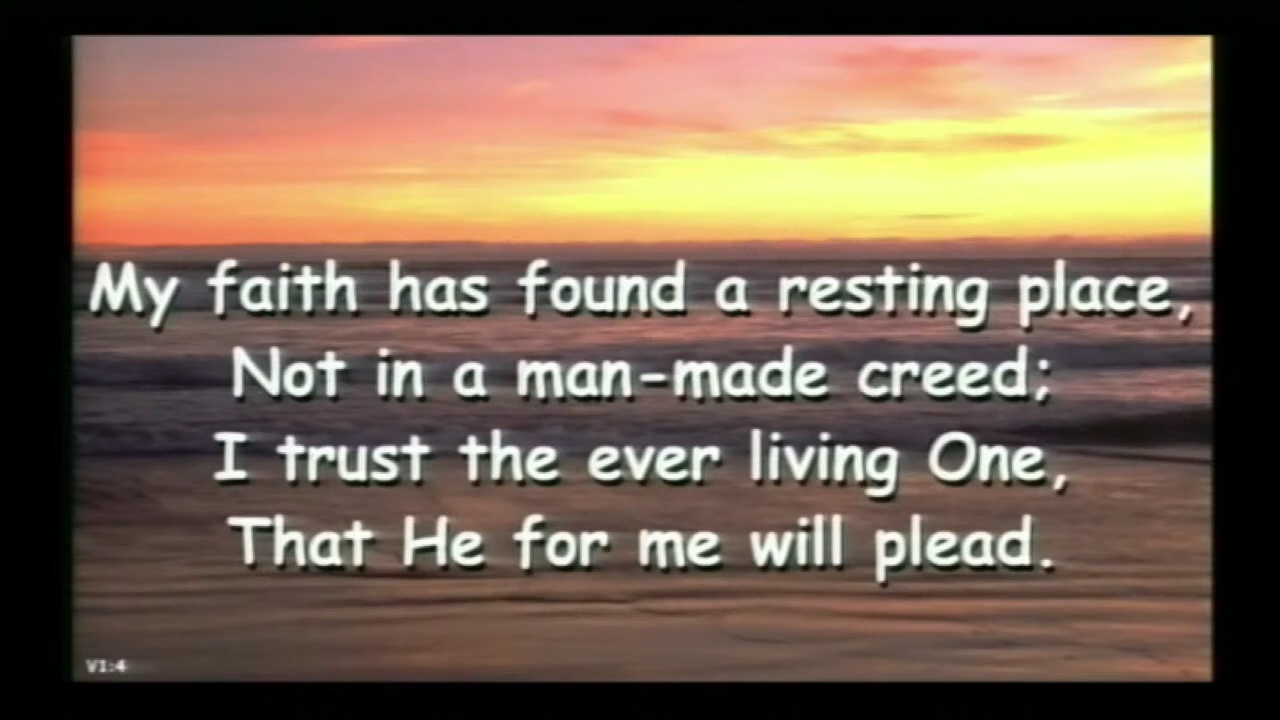 My faith has found a resting place,
Not in a man-made creed;
I trust the ever living One,
That He for me will plead.
V1:4